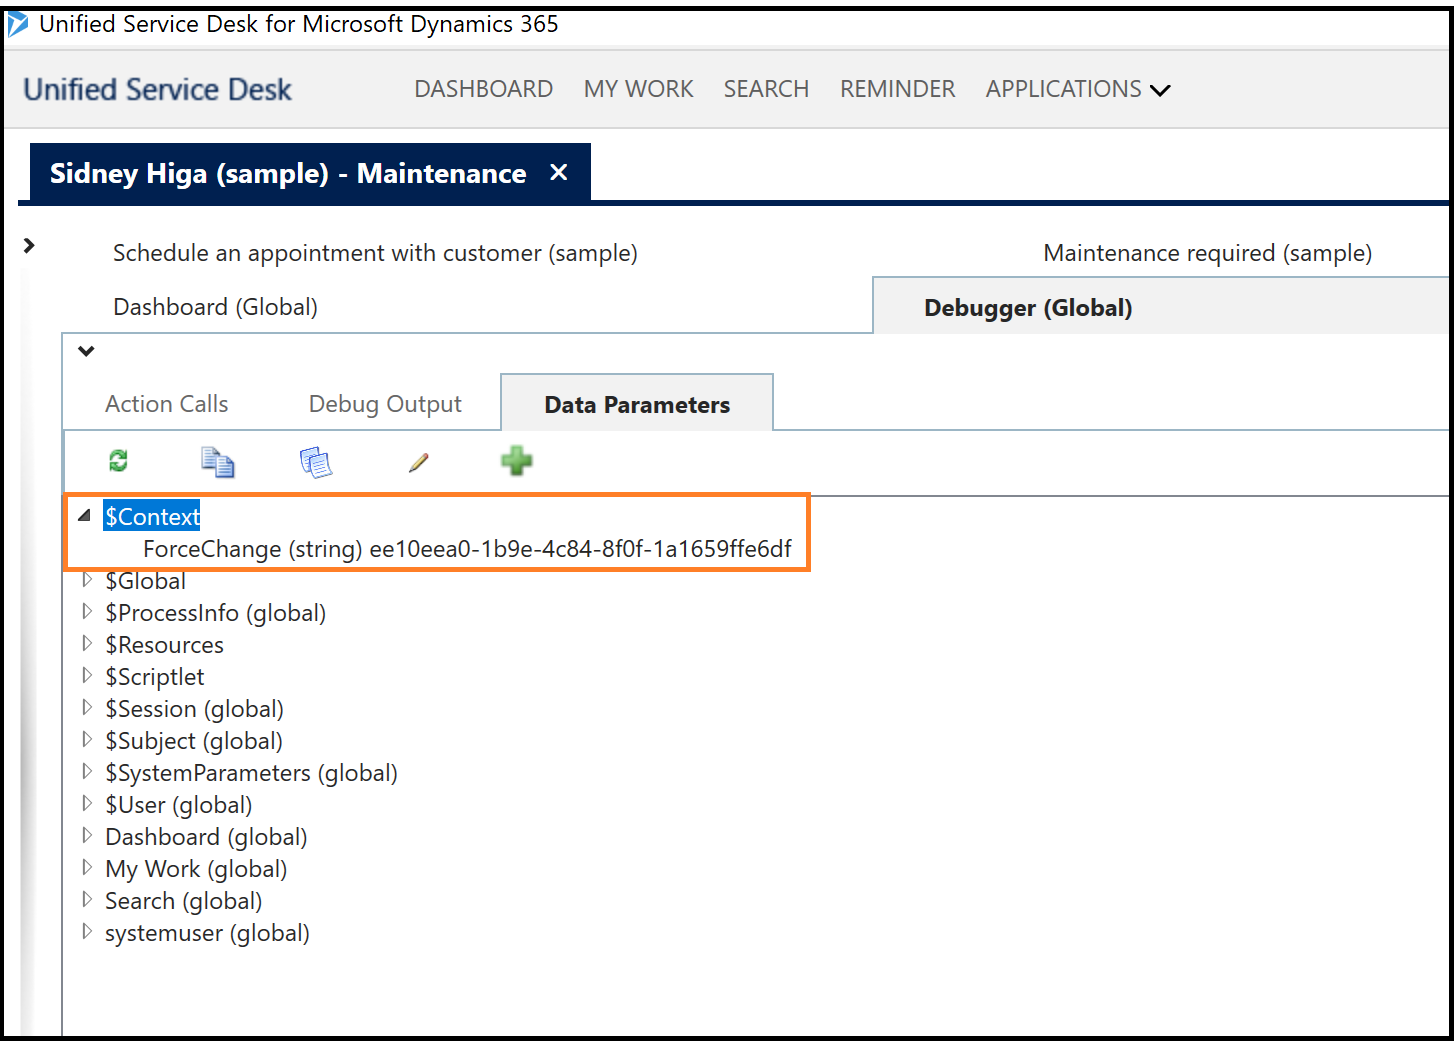 Unified Service Desk for Microsoft Dynamics 365
Unified Service Desk DASHBOARD MY WORK SEARCH REMINDER APPLICATIONS
Sidney Higa (sample) - Maintenance
Schedule an appointment with customer (sample) Maintenance required (sample)
Dashboard (Global) Debugger (Global)
Action Calls Debug Output Data Parameters
$Context
ForceChange (string) ee10eea0-1b9e-4c84-8f0f-1a1659ffe6df
$Global
$ProcessInfo (global)
$Resources
$Scriptlet
$Session (global)
$Subject (global)
$SystemParameters (global)
$User (global)
Dashboard (global)
My Work (global)
Search (global)
systemuser (global)